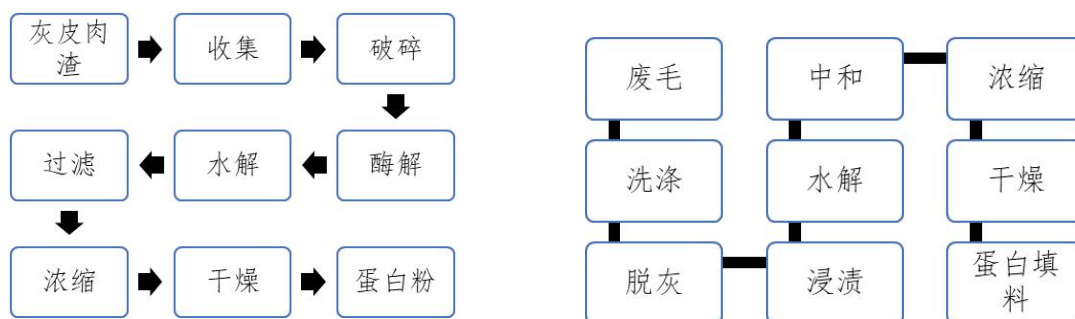 灰皮肉
渣
收集
破碎
酶解
水解
过滤
浓缩
干燥
蛋白粉
废毛
洗涤
脱灰
浸渍
水解
中和
浓缩
干燥
蛋白填
料